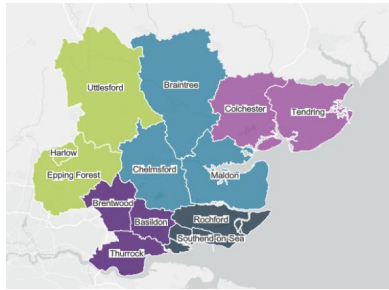 Uttlesford
Braintree
Colchester
Tendring
Harlow
Epping Forest
Chelmsford
Maldon
Brentwood
Basildon
Rochford
Southend-on-Sea
Thurrock